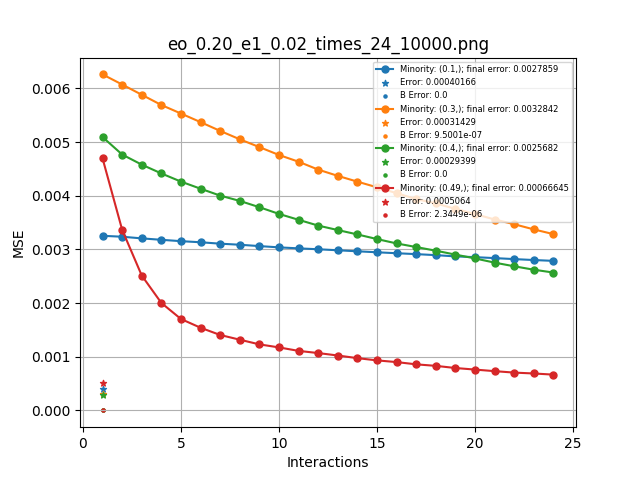 eo_0.20_e1_0.02_times_24_10000.png
Minority: (0.1,); final error: 0.0027859
Error: 0.00040166
B Error: 0.0
Minority: (0.3,); final error: 0.0032842
Error: 0.00031429
B Error: 9.5001e-07
Minority: (0.4,); final error: 0.0025682
Error: 0.00029399
B Error: 0.0
Minority: (0.49,); final error: 0.00066645
Error: 0.0005064
B Error: 2.3449e-06
MSE
0.006
0.005
0.004
0.003
0.002
0.001
0.000
0 5 10 15 20 25
Interactions